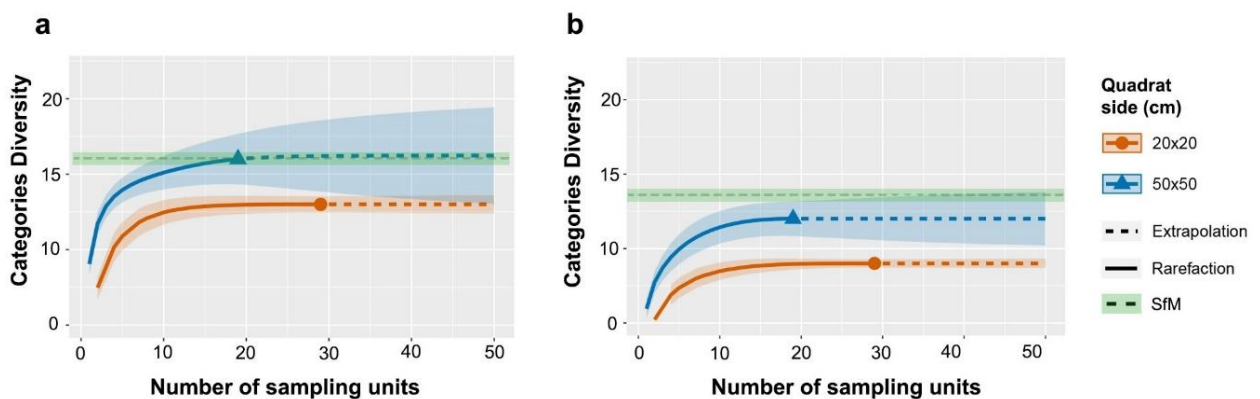 a
b
Categories Diversity
20
15
10
0
0 10 20 30 40 50
Number of sampling units
Categories Diversity
20
15
10
0
0 10 20 30 40 50
Number of sampling units
Quadrat
side (cm)
20x20
50x50
Extrapolation
Rarefaction
SfM